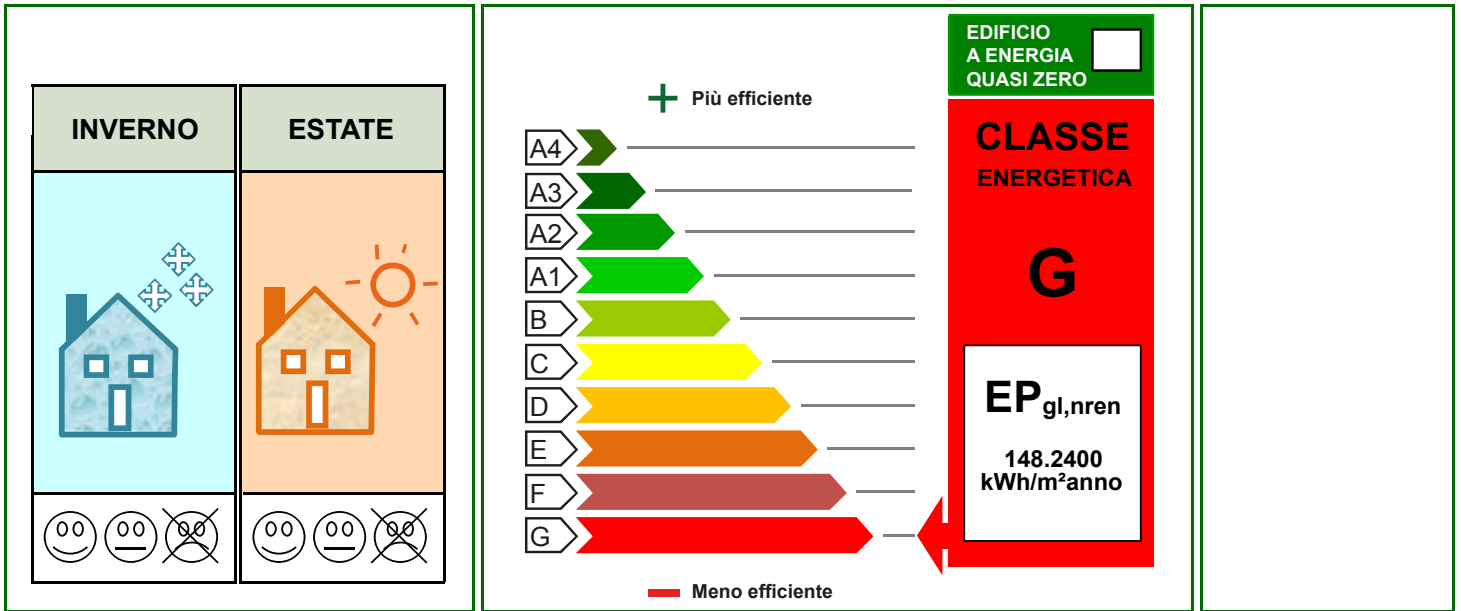 INVERNO
ESTATE
Più efficiente
A4
A3
A2
A1
B
C
D
E
F
G
Meno efficiente
EDIFICIO
A ENERGIA
QUASI ZERO
CLASSE
ENERGETICA
G
EPgl,nren
148.2400
kWh/m²anno